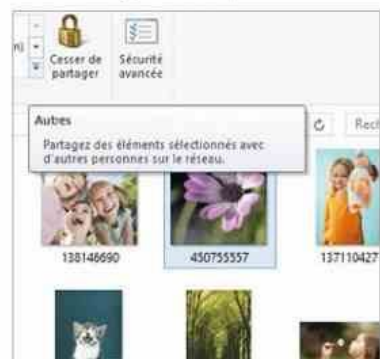 n)
Cesser de
partager
Sécurité
avancée
Autres
Partagez des éléments sélectionnés avec
d'autres personnes sur le réseau.
Rech
138146690
450755557
137110427